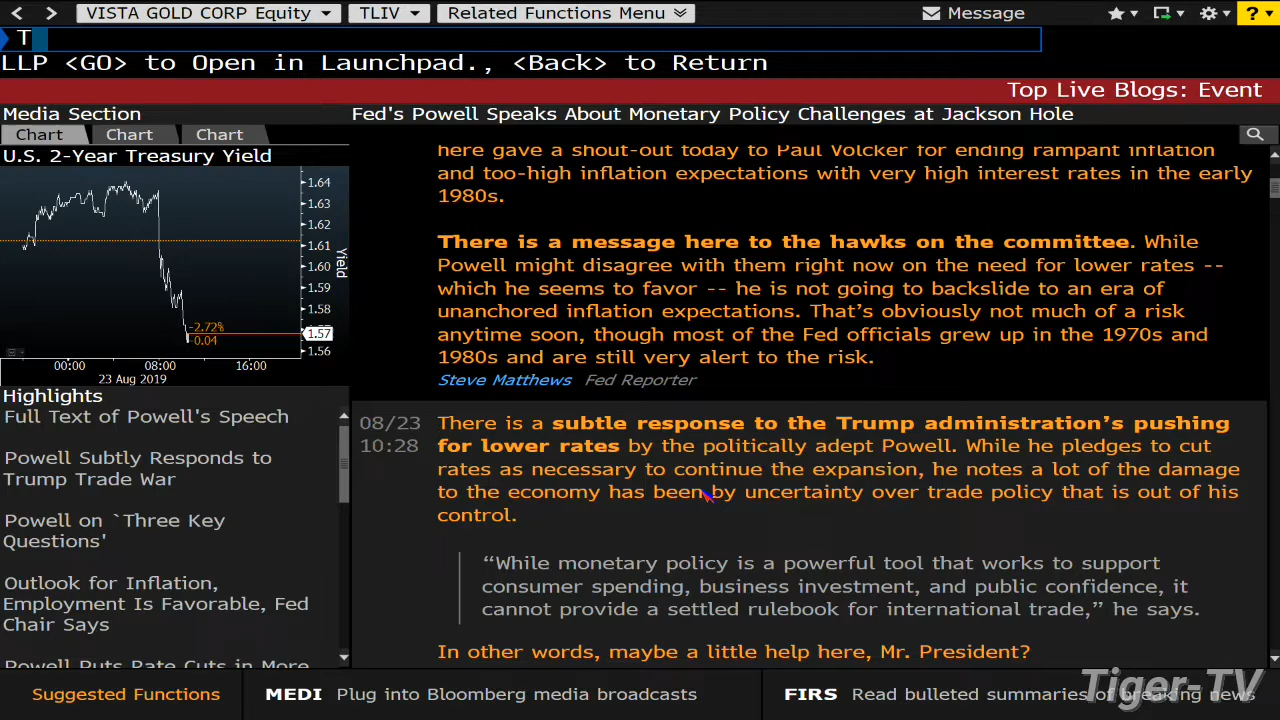 VISTA GOLD CORP Equity
TLIV
Related Functions Menu
Message
?
T
LLP <GO> to Open in Launchpad., <Back> to Return
Top Live Blogs: Event
Media Section
Fed's Powell Speaks About Monetary Policy Challenges at Jackson Hole
Chart
Chart
Chart
U.S. 2-Year Treasury Yield
1.64
1.63
1.62
1.61
1.60
1.59
1.58
1.57
1.56
Yield
-2.72%
-0.04
00:00
08:00
16:00
23 Aug 2019
Highlights
Full Text of Powell's Speech
Powell Subtly Responds to
Trump Trade War
Powell on `Three Key
Questions'
Outlook for Inflation,
Employment Is Favorable, Fed
Chair Says
Powell Puts Rate Cuts in More
here gave a shout-out today to Paul Volcker for ending rampant inflation
and too-high inflation expectations with very high interest rates in the early
1980s.
There is a message here to the hawks on the committee. While
Powell might disagree with them right now on the need for lower rates --
which he seems to favor -- he is not going to backslide to an era of
unanchored inflation expectations. That's obviously not much of a risk
anytime soon, though most of the Fed officials grew up in the 1970s and
1980s and are still very alert to the risk.
Steve Matthews Fed Reporter
08/23
10:28
There is a subtle response to the Trump administration's pushing
for lower rates by the politically adept Powell. While he pledges to cut
rates as necessary to continue the expansion, he notes a lot of the damage
to the economy has been by uncertainty over trade policy that is out of his
control.
“While monetary policy is a powerful tool that works to support
consumer spending, business investment, and public confidence, it
cannot provide a settled rulebook for international trade,” he says.
In other words, maybe a little help here, Mr. President?
Suggested Functions
MEDI Plug into Bloomberg media broadcasts
FIRS Read bulleted summaries of breaking news
Tiger-TV